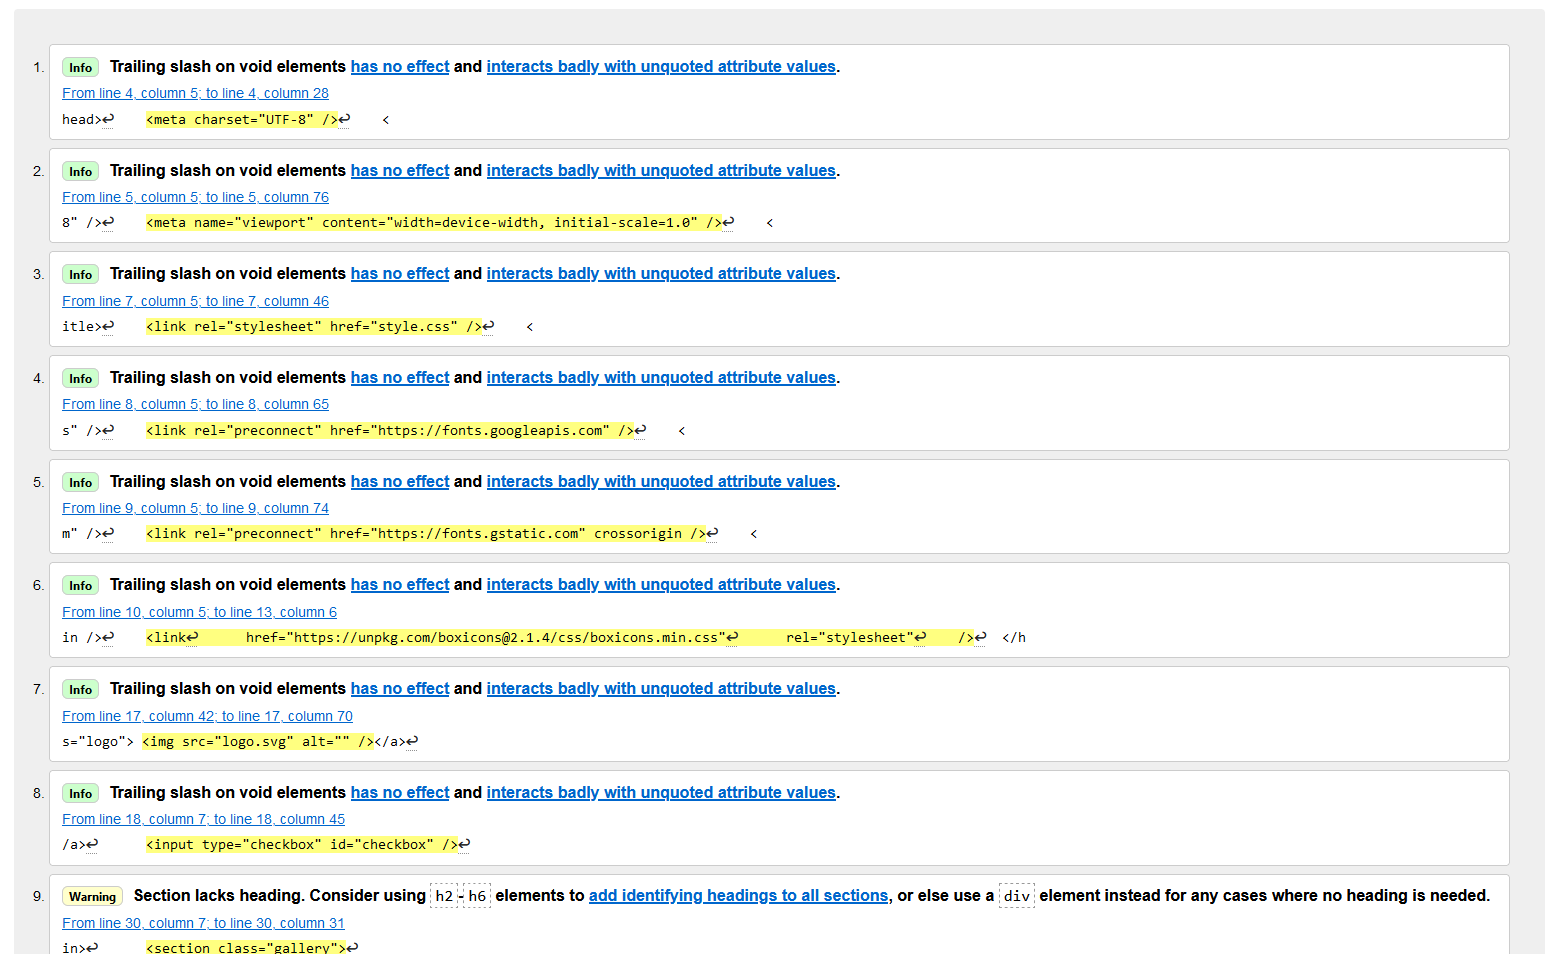 1. Info Trailing slash on void elements has no effect and interacts badly with unquoted attribute values.
From line 4, column 5; to line 4, column 28
head>↩    <meta charset="UTF-8" />↩    <
2. Info Trailing slash on void elements has no effect and interacts badly with unquoted attribute values.
From line 5, column 5; to line 5, column 76
8" />↩    <meta name="viewport" content="width=device-width, initial-scale=1.0" />↩    <
3. Info Trailing slash on void elements has no effect and interacts badly with unquoted attribute values.
From line 7, column 5; to line 7, column 46
itle>↩    <link rel="stylesheet" href="style.css" />↩    <
4. Info Trailing slash on void elements has no effect and interacts badly with unquoted attribute values.
From line 8, column 5; to line 8, column 65
s" />↩    <link rel="preconnect" href="https://fonts.googleapis.com" />↩    <
5. Info Trailing slash on void elements has no effect and interacts badly with unquoted attribute values.
From line 9, column 5; to line 9, column 74
m" />↩    <link rel="preconnect" href="https://fonts.gstatic.com" crossorigin />↩    <
6. Info Trailing slash on void elements has no effect and interacts badly with unquoted attribute values.
From line 10, column 5; to line 13, column 6
in />↩    <link↩      href="https://unpkg.com/boxicons@2.1.4/css/boxicons.min.css"↩      rel="stylesheet"↩    />↩  </h
7. Info Trailing slash on void elements has no effect and interacts badly with unquoted attribute values.
From line 17, column 42; to line 17, column 70
s="logo"> <img src="logo.svg" alt="" /></a>↩
8. Info Trailing slash on void elements has no effect and interacts badly with unquoted attribute values.
From line 18, column 7; to line 18, column 45
/a>↩      <input type="checkbox" id="checkbox" />↩
9. Warning Section lacks heading. Consider using h2-h6 elements to add identifying headings to all sections, or else use a div element instead for any cases where no heading is needed.
From line 30, column 7; to line 30, column 31
in>↩      <section class="gallery">↩